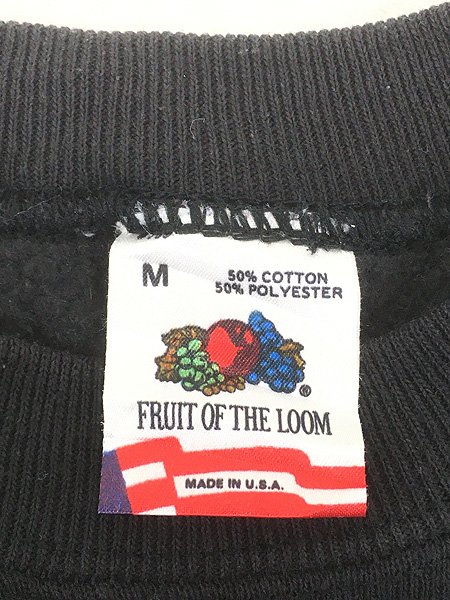 M
50% COTTON
50% POLYESTER
®
FRUIT OF THE LOOM
MADE IN U.S.A.